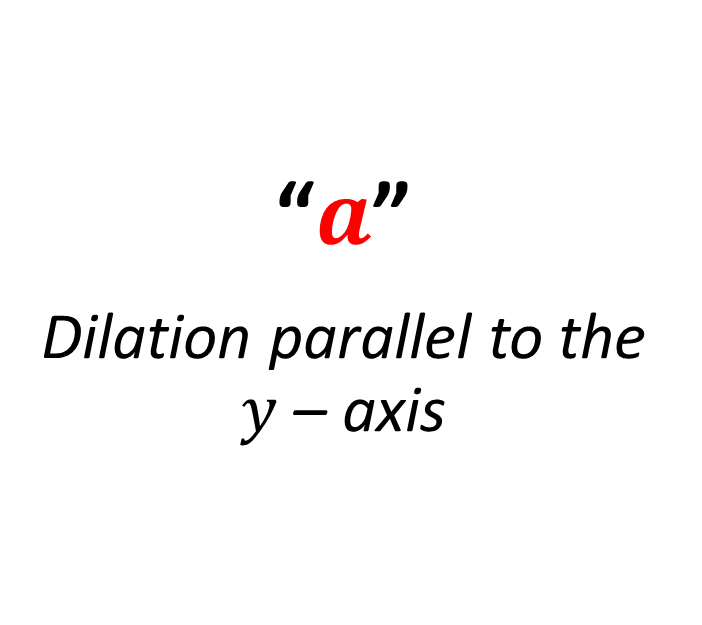 “a”
Dilation parallel to the
y – axis